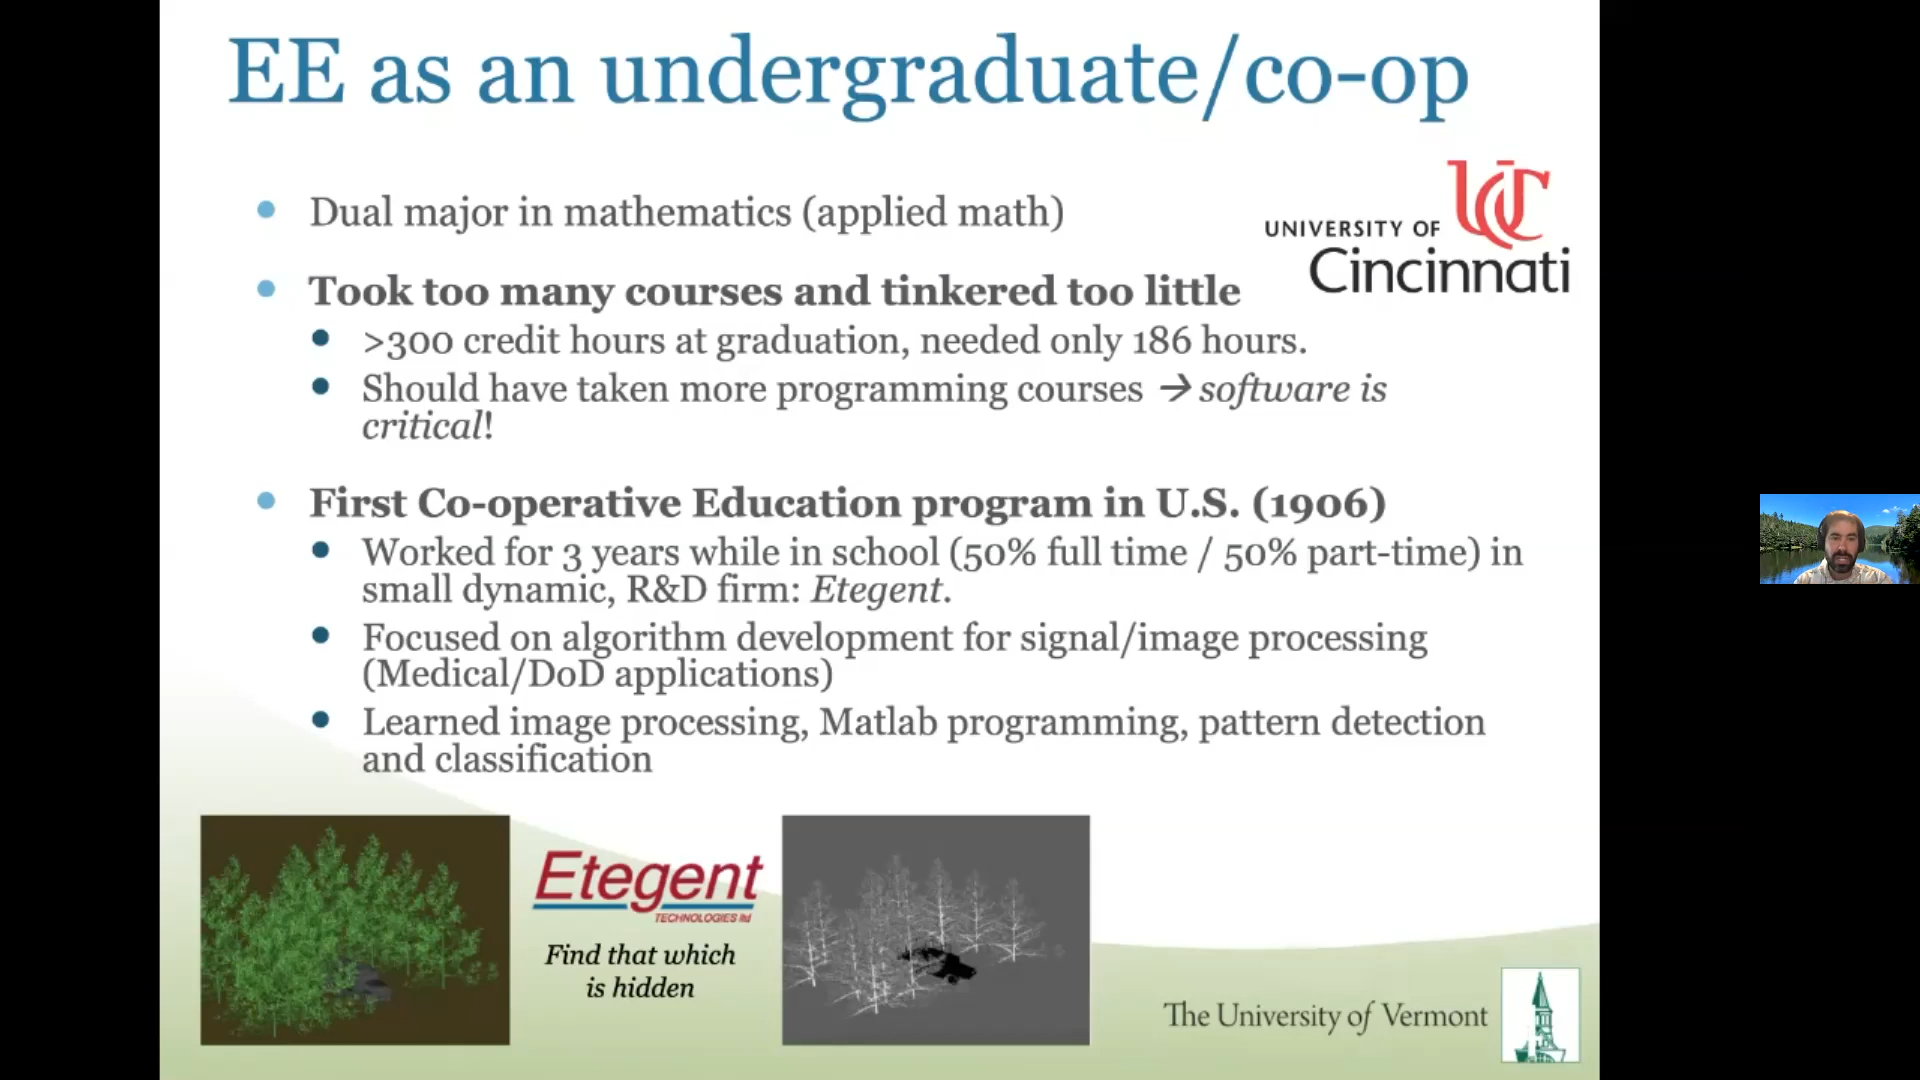 EE as an undergraduate/co-op
Dual major in mathematics (applied math)
UNIVERSITY OF UC
Cincinnati
Took too many courses and tinkered too little
>300 credit hours at graduation, needed only 186 hours.
Should have taken more programming courses → software is
critical!
First Co-operative Education program in U.S. (1906)
Worked for 3 years while in school (50% full time / 50% part-time) in
small dynamic, R&D firm: Etegent.
Focused on algorithm development for signal/image processing
(Medical/DoD applications)
Learned image processing, Matlab programming, pattern detection
and classification
Etegent
TECHNOLOGIES ltd
Find that which
is hidden
The University of Vermont